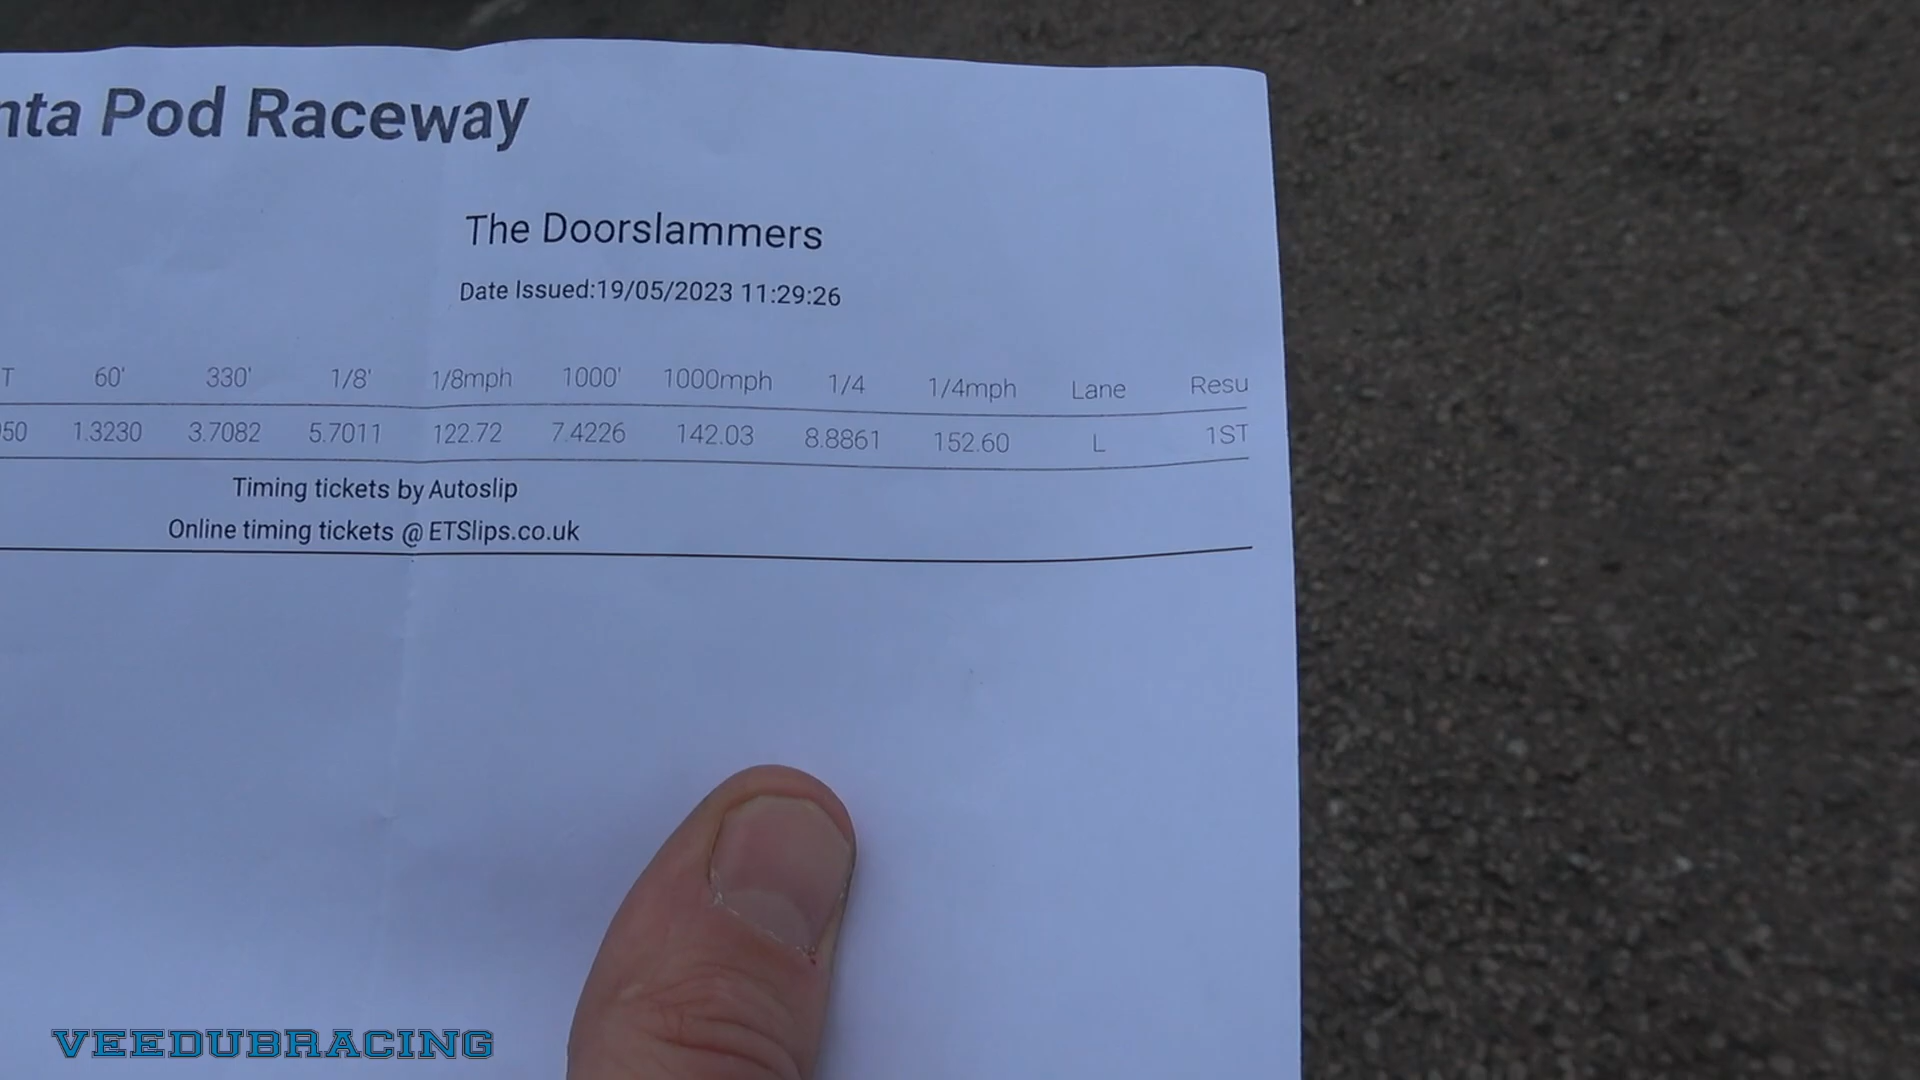 nta Pod Raceway
The Doorslammers
Date Issued:19/05/2023 11:29:26
T 60' 330' 1/8' 1/8mph 1000' 1000mph 1/4 1/4mph Lane Resu
950 1.3230 3.7082 5.7011 122.72 7.4226 142.03 8.8861 152.60 L 1ST
Timing tickets by Autoslip
Online timing tickets @ ETSlips.co.uk
VEEDUBRACING